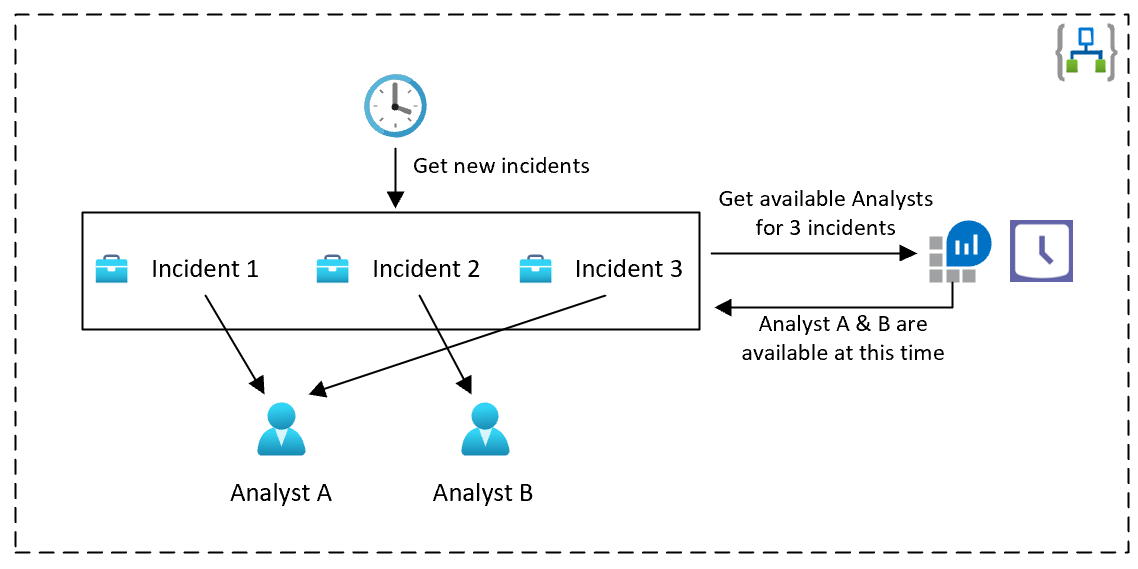 Get new incidents
Get available Analysts
for 3 incidents
Incident 1
Incident 2
Incident 3
Analyst A & B are
available at this time
Analyst A
Analyst B